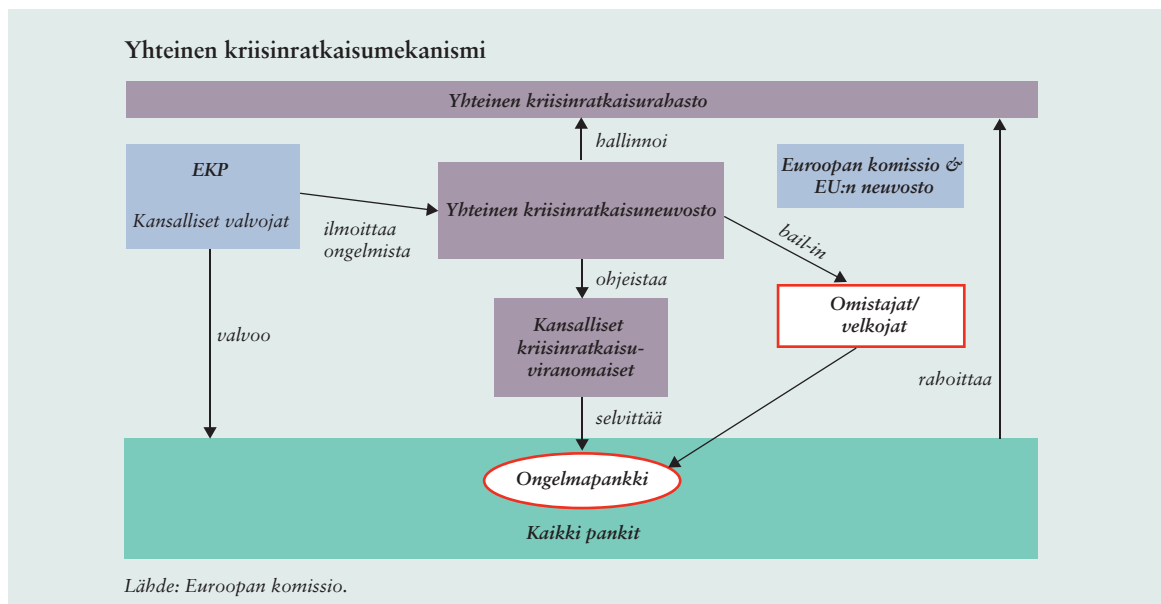 Yhteinen kriisinratkaisumekanismi
Yhteinen kriisinratkaisurahasto
hallinnoi
EKP
Kansalliset valvojat
Euroopan komissio &
EU:n neuvosto
Yhteinen kriisinratkaisuneuvosto
ilmoittaa
ongelmista
bail-in
ohjeistaa
Omistajat/
velkojat
Kansalliset
kriisinratkaisu-
viranomaiset
valvoo
rahoittaa
selvittää
Ongelmapankki
Kaikki pankit
Lähde: Euroopan komissio.